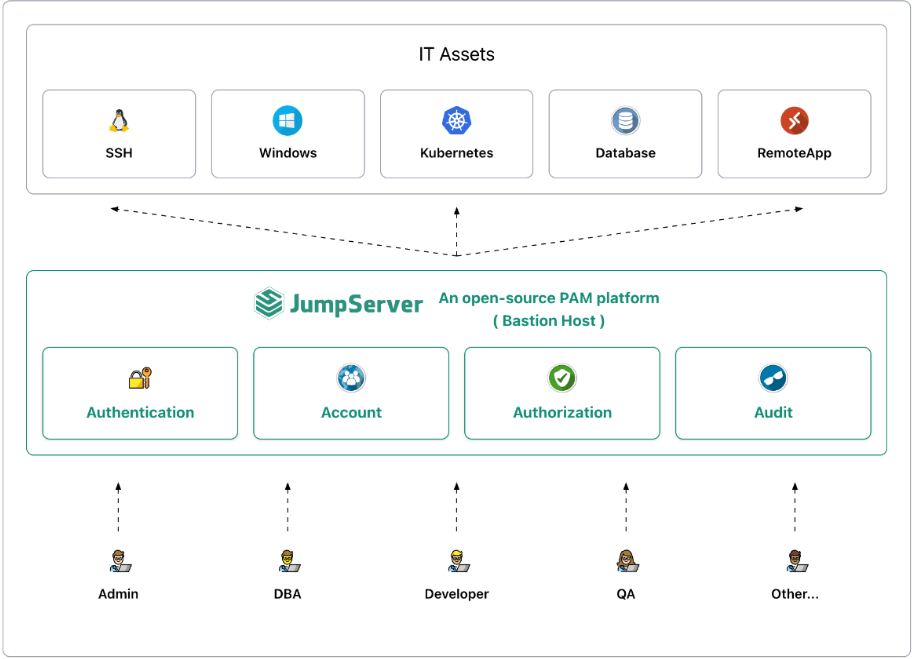 IT Assets
SSH
Windows
Kubernetes
Database
RemoteApp
JumpServer
An open-source PAM platform
( Bastion Host )
Authentication
Account
Authorization
Audit
Admin
DBA
Developer
QA
Other...